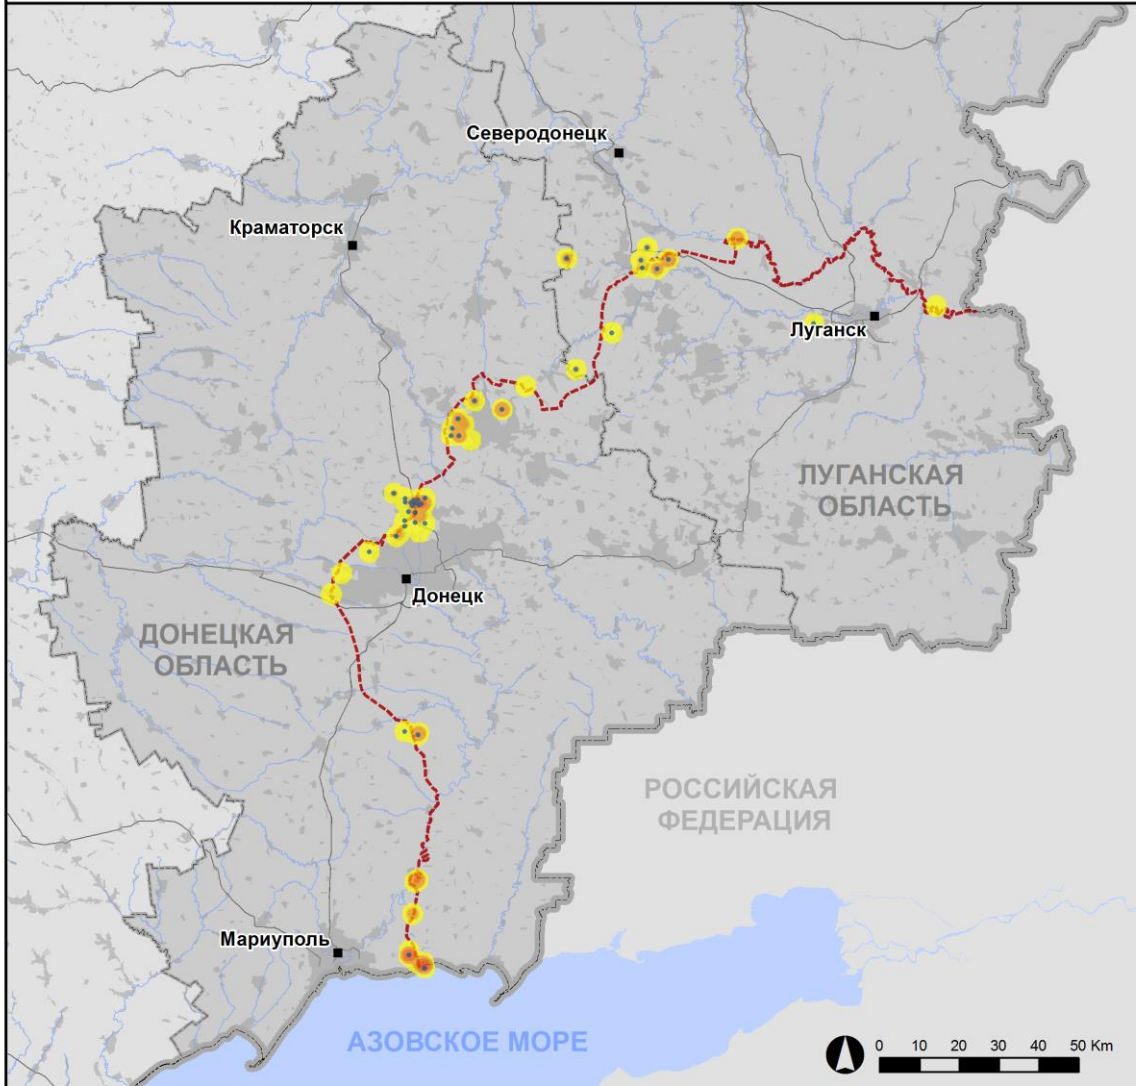 Северодонецк
Краматорск
Луганск
ЛУГАНСКАЯ
ОБЛАСТЬ
Донецк
ДОНЕЦКАЯ
ОБЛАСТЬ
РОССИЙСКАЯ
ФЕДЕРАЦИЯ
Мариуполь
АЗОВСКОЕ МОРЕ
0 10 20 30 40 50 Km